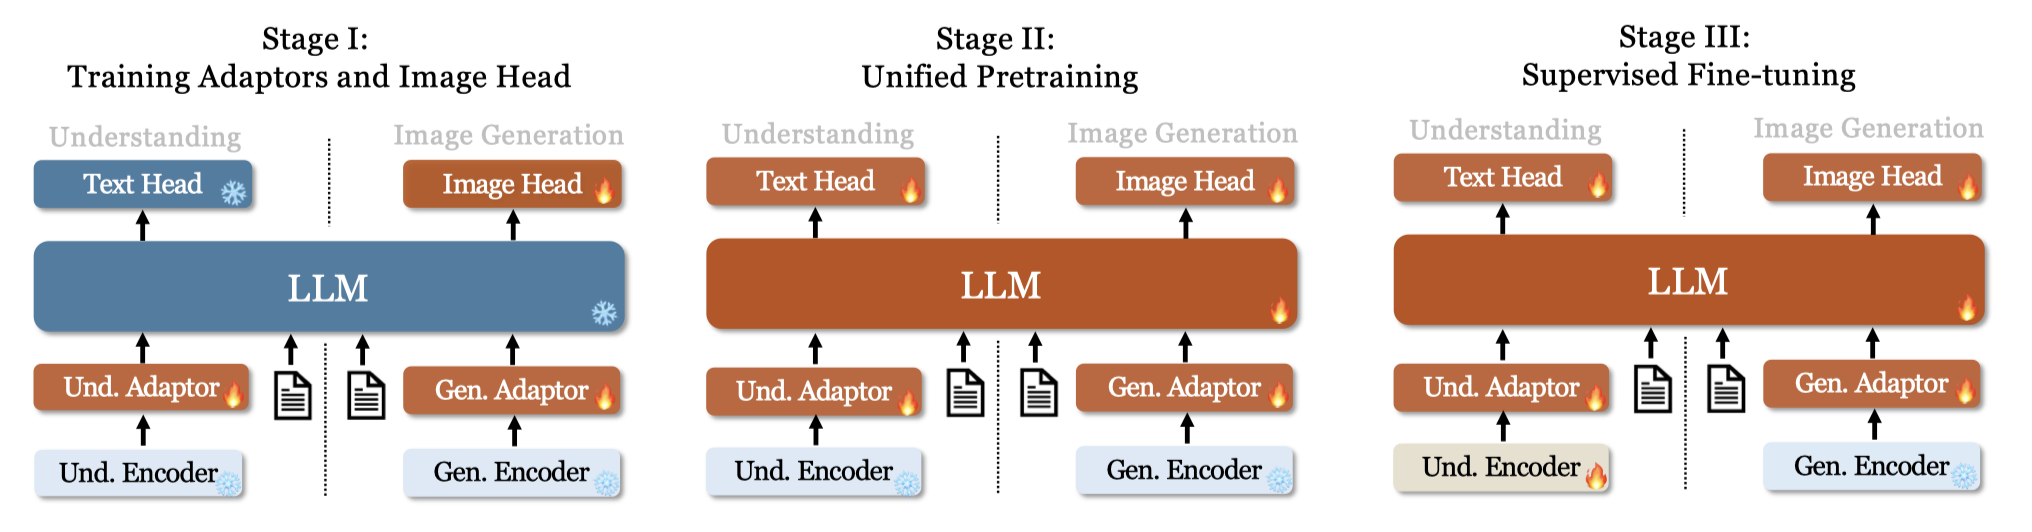 Stage I:
Training Adaptors and Image Head
Understanding
Image Generation
Text Head
Image Head
LLM
Und. Adaptor
Gen. Adaptor
Und. Encoder
Gen. Encoder
Stage II:
Unified Pretraining
Understanding
Image Generation
Text Head
Image Head
LLM
Und. Adaptor
Gen. Adaptor
Und. Encoder
Gen. Encoder
Stage III:
Supervised Fine-tuning
Understanding
Image Generation
Text Head
Image Head
LLM
Und. Adaptor
Gen. Adaptor
Und. Encoder
Gen. Encoder